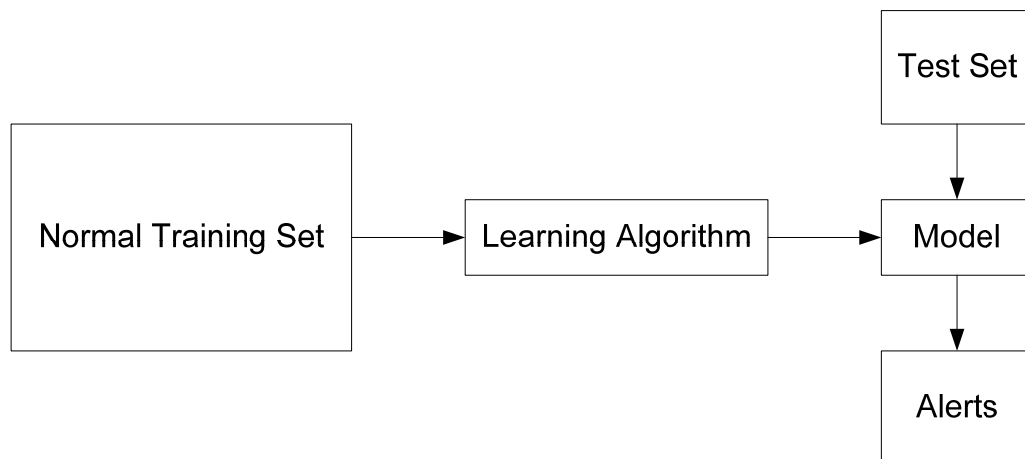 Test Set
Normal Training Set
Learning Algorithm
Model
Alerts